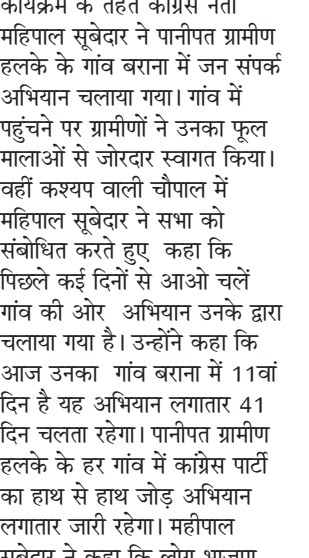 कार्यक्रम के तहत कांग्रेस नेता
महिपाल सूबेदार ने पानीपत ग्रामीण
हलके के गांव बराना में जन संपर्क
अभियान चलाया गया। गांव में
पहुंचने पर ग्रामीणों ने उनका फूल
मालाओं से जोरदार स्वागत किया।
वहीं कश्यप वाली चौपाल में
महिपाल सूबेदार ने सभा को
संबोधित करते हुए कहा कि
पिछले कई दिनों से आओ चलें
गांव की ओर अभियान उनके द्वारा
चलाया गया है। उन्होंने कहा कि
आज उनका गांव बराना में 11वां
दिन है यह अभियान लगातार 41
दिन चलता रहेगा। पानीपत ग्रामीण
हलके के हर गांव में कांग्रेस पार्टी
का हाथ से हाथ जोड़ अभियान
लगातार जारी रहेगा। महीपाल
सूबेदार ने कहा कि लोग भाजपा